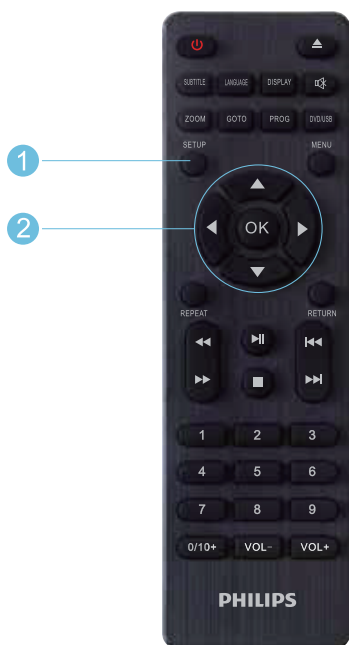 SUBTITLE LANGUAGE DISPLAY
ZOOM GOTO PROG DVD/USB
SETUP MENU
1
2
OK
REPEAT RETURN
1 2 3
4 5 6
7 8 9
0/10+ VOL- VOL+
PHILIPS